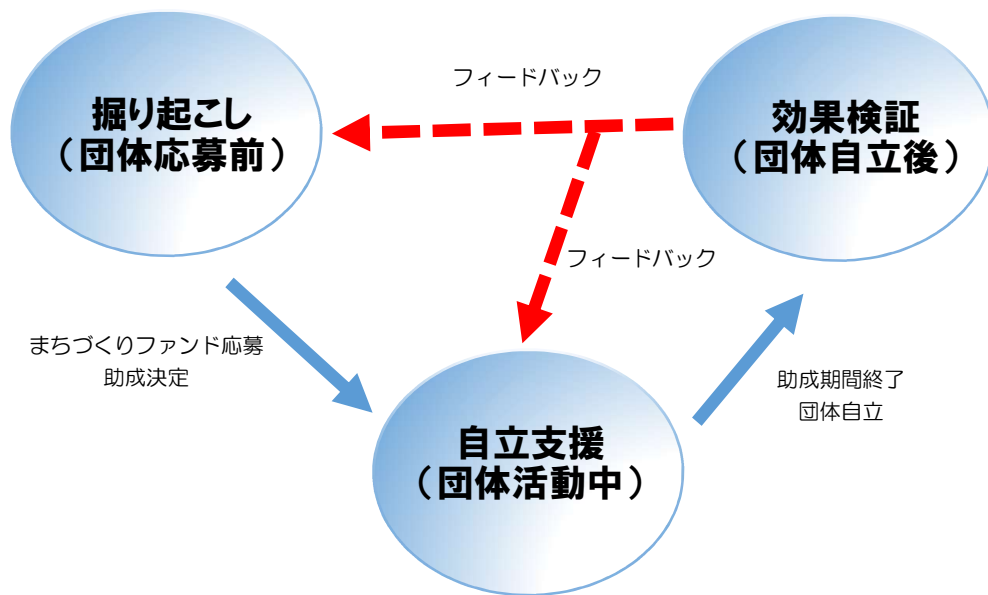 フィードバック
掘り起こし
（団体応募前）
効果検証
（団体自立後）
フィードバック
まちづくりファンド応募
助成決定
助成期間終了
団体自立
自立支援
（団体活動中）